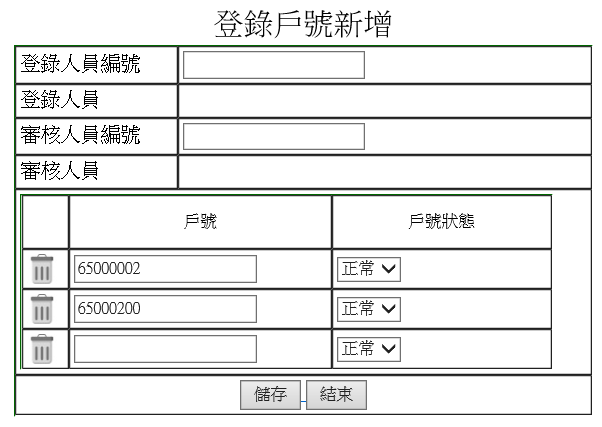 登錄戶號新增
登錄人員編號
登錄人員
審核人員編號
審核人員
戶號 戶號狀態
65000002 正常
65000200 正常
正常
儲存 結束